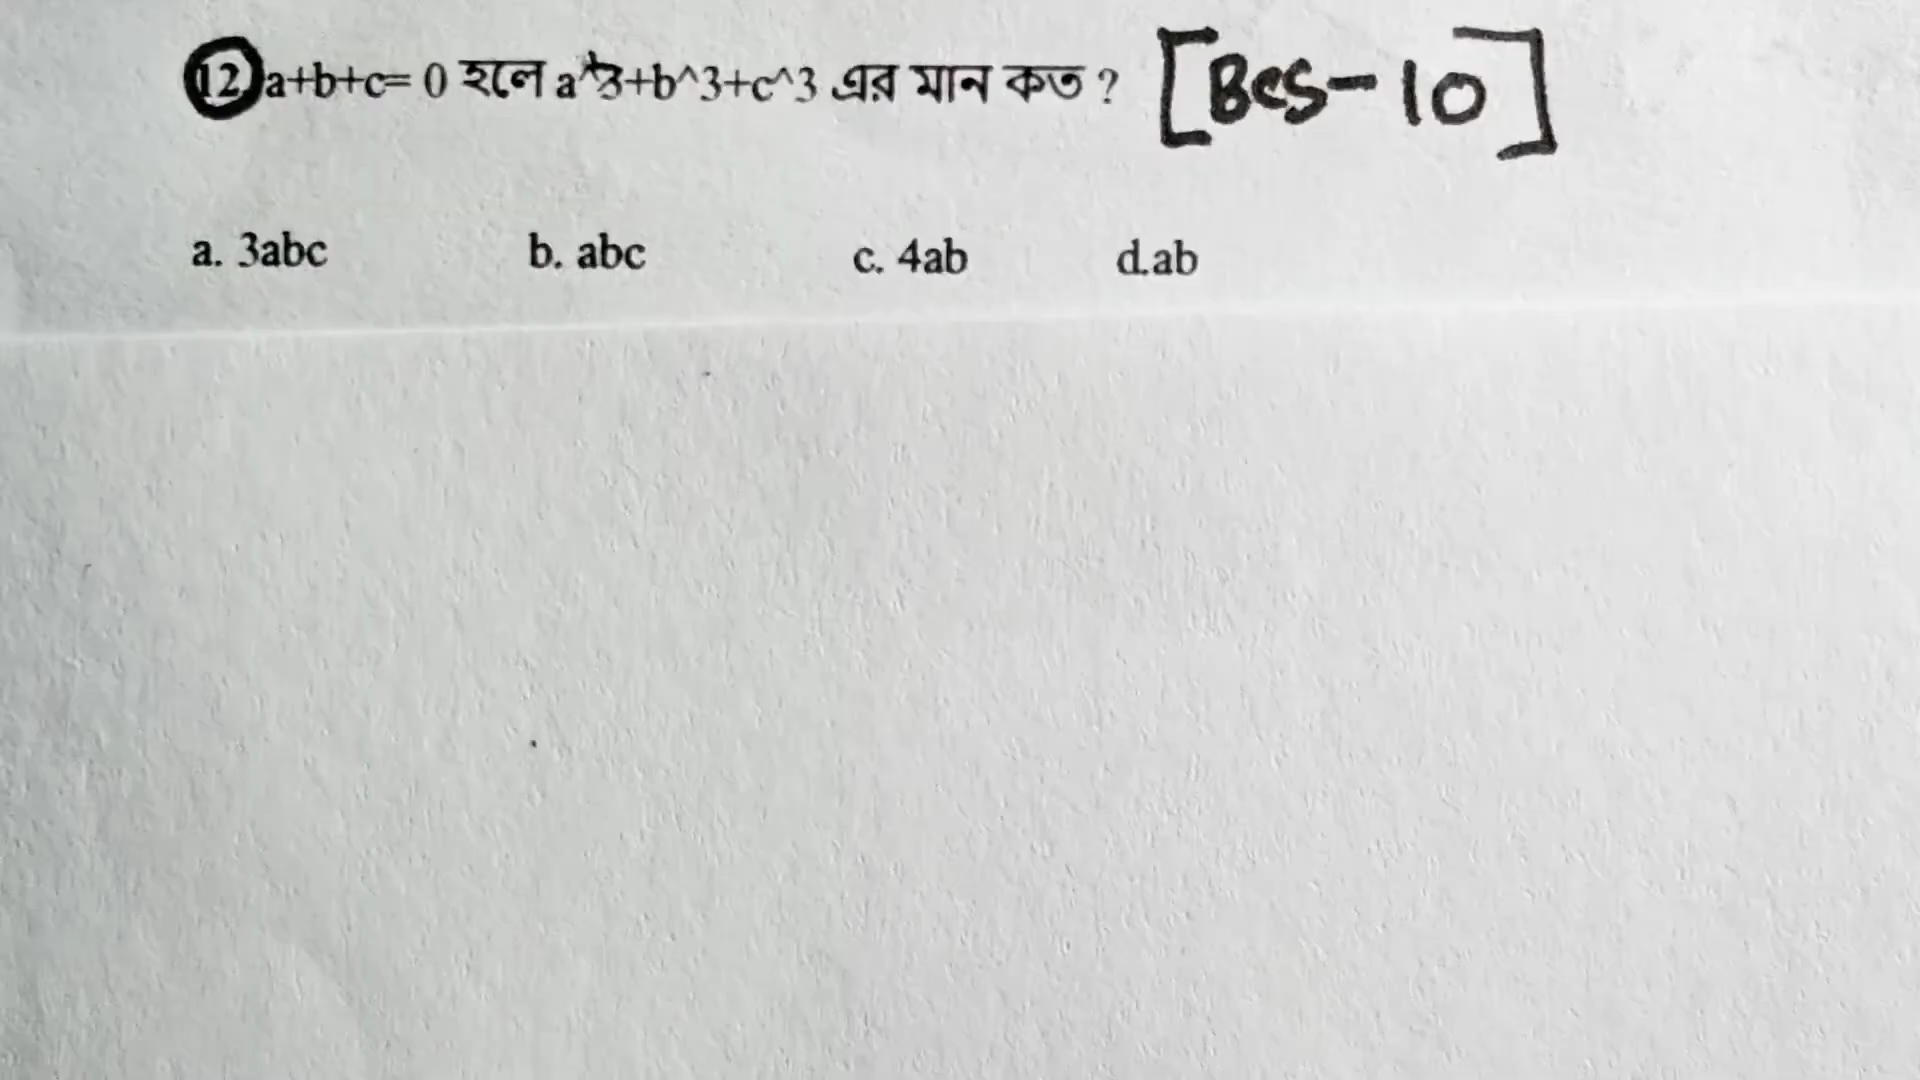 12) a+b+c= 0 হলে a^3+b^3+c^3 এর মান কত ? [Bcs-10]
a. 3abc b. abc c. 4ab d.ab